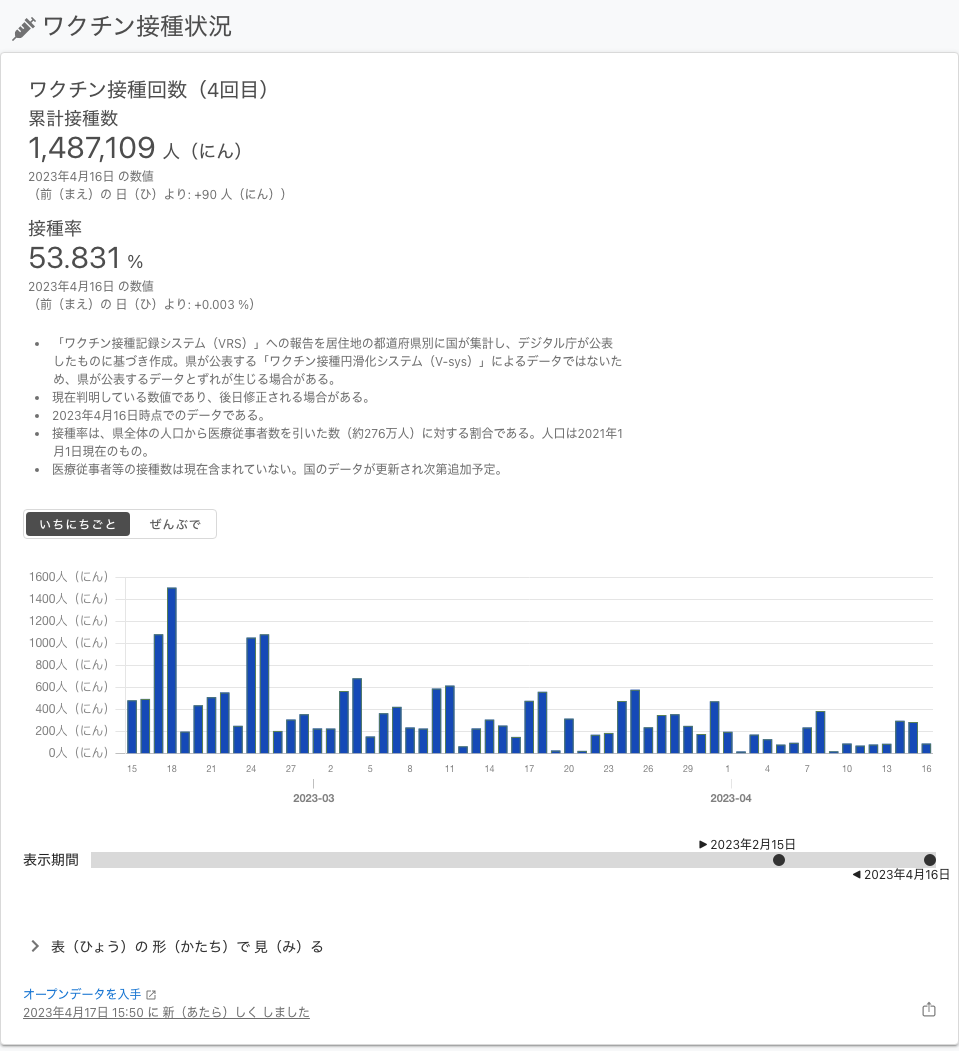 ワクチン接種状況
ワクチン接種回数（4回目）
累計接種数
1,487,109 人（にん）
2023年4月16日 の数値
（前（まえ）の 日（ひ）より: +90 人（にん））
接種率
53.831 %
2023年4月16日 の数値
（前（まえ）の 日（ひ）より: +0.003 %）
• 「ワクチン接種記録システム（VRS）」への報告を居住地の都道府県別に国が集計し、デジタル庁が公表
したものに基づき作成。県が公表する「ワクチン接種円滑化システム（V-sys）」によるデータではないた
め、県が公表するデータとずれが生じる場合がある。
• 現在判明している数値であり、後日修正される場合がある。
• 2023年4月16日時点でのデータである。
• 接種率は、県全体の人口から医療従事者数を引いた数（約276万人）に対する割合である。人口は2021年1
月1日現在のもの。
• 医療従事者等の接種数は現在含まれていない。国のデータが更新され次第追加予定。
いちにちごと ぜんぶで
1600人（にん）
1400人（にん）
1200人（にん）
1000人（にん）
800人（にん）
600人（にん）
400人（にん）
200人（にん）
0人（にん）
15 18 21 24 27 2 5 8 11 14 17 20 23 26 29 1 4 7 10 13 16
2023-03 2023-04
2023年2月15日
表示期間
2023年4月16日
表（ひょう）の 形（かたち）で 見（み）る
オープンデータを入手
2023年4月17日 15:50 に 新（あたら）しく しました